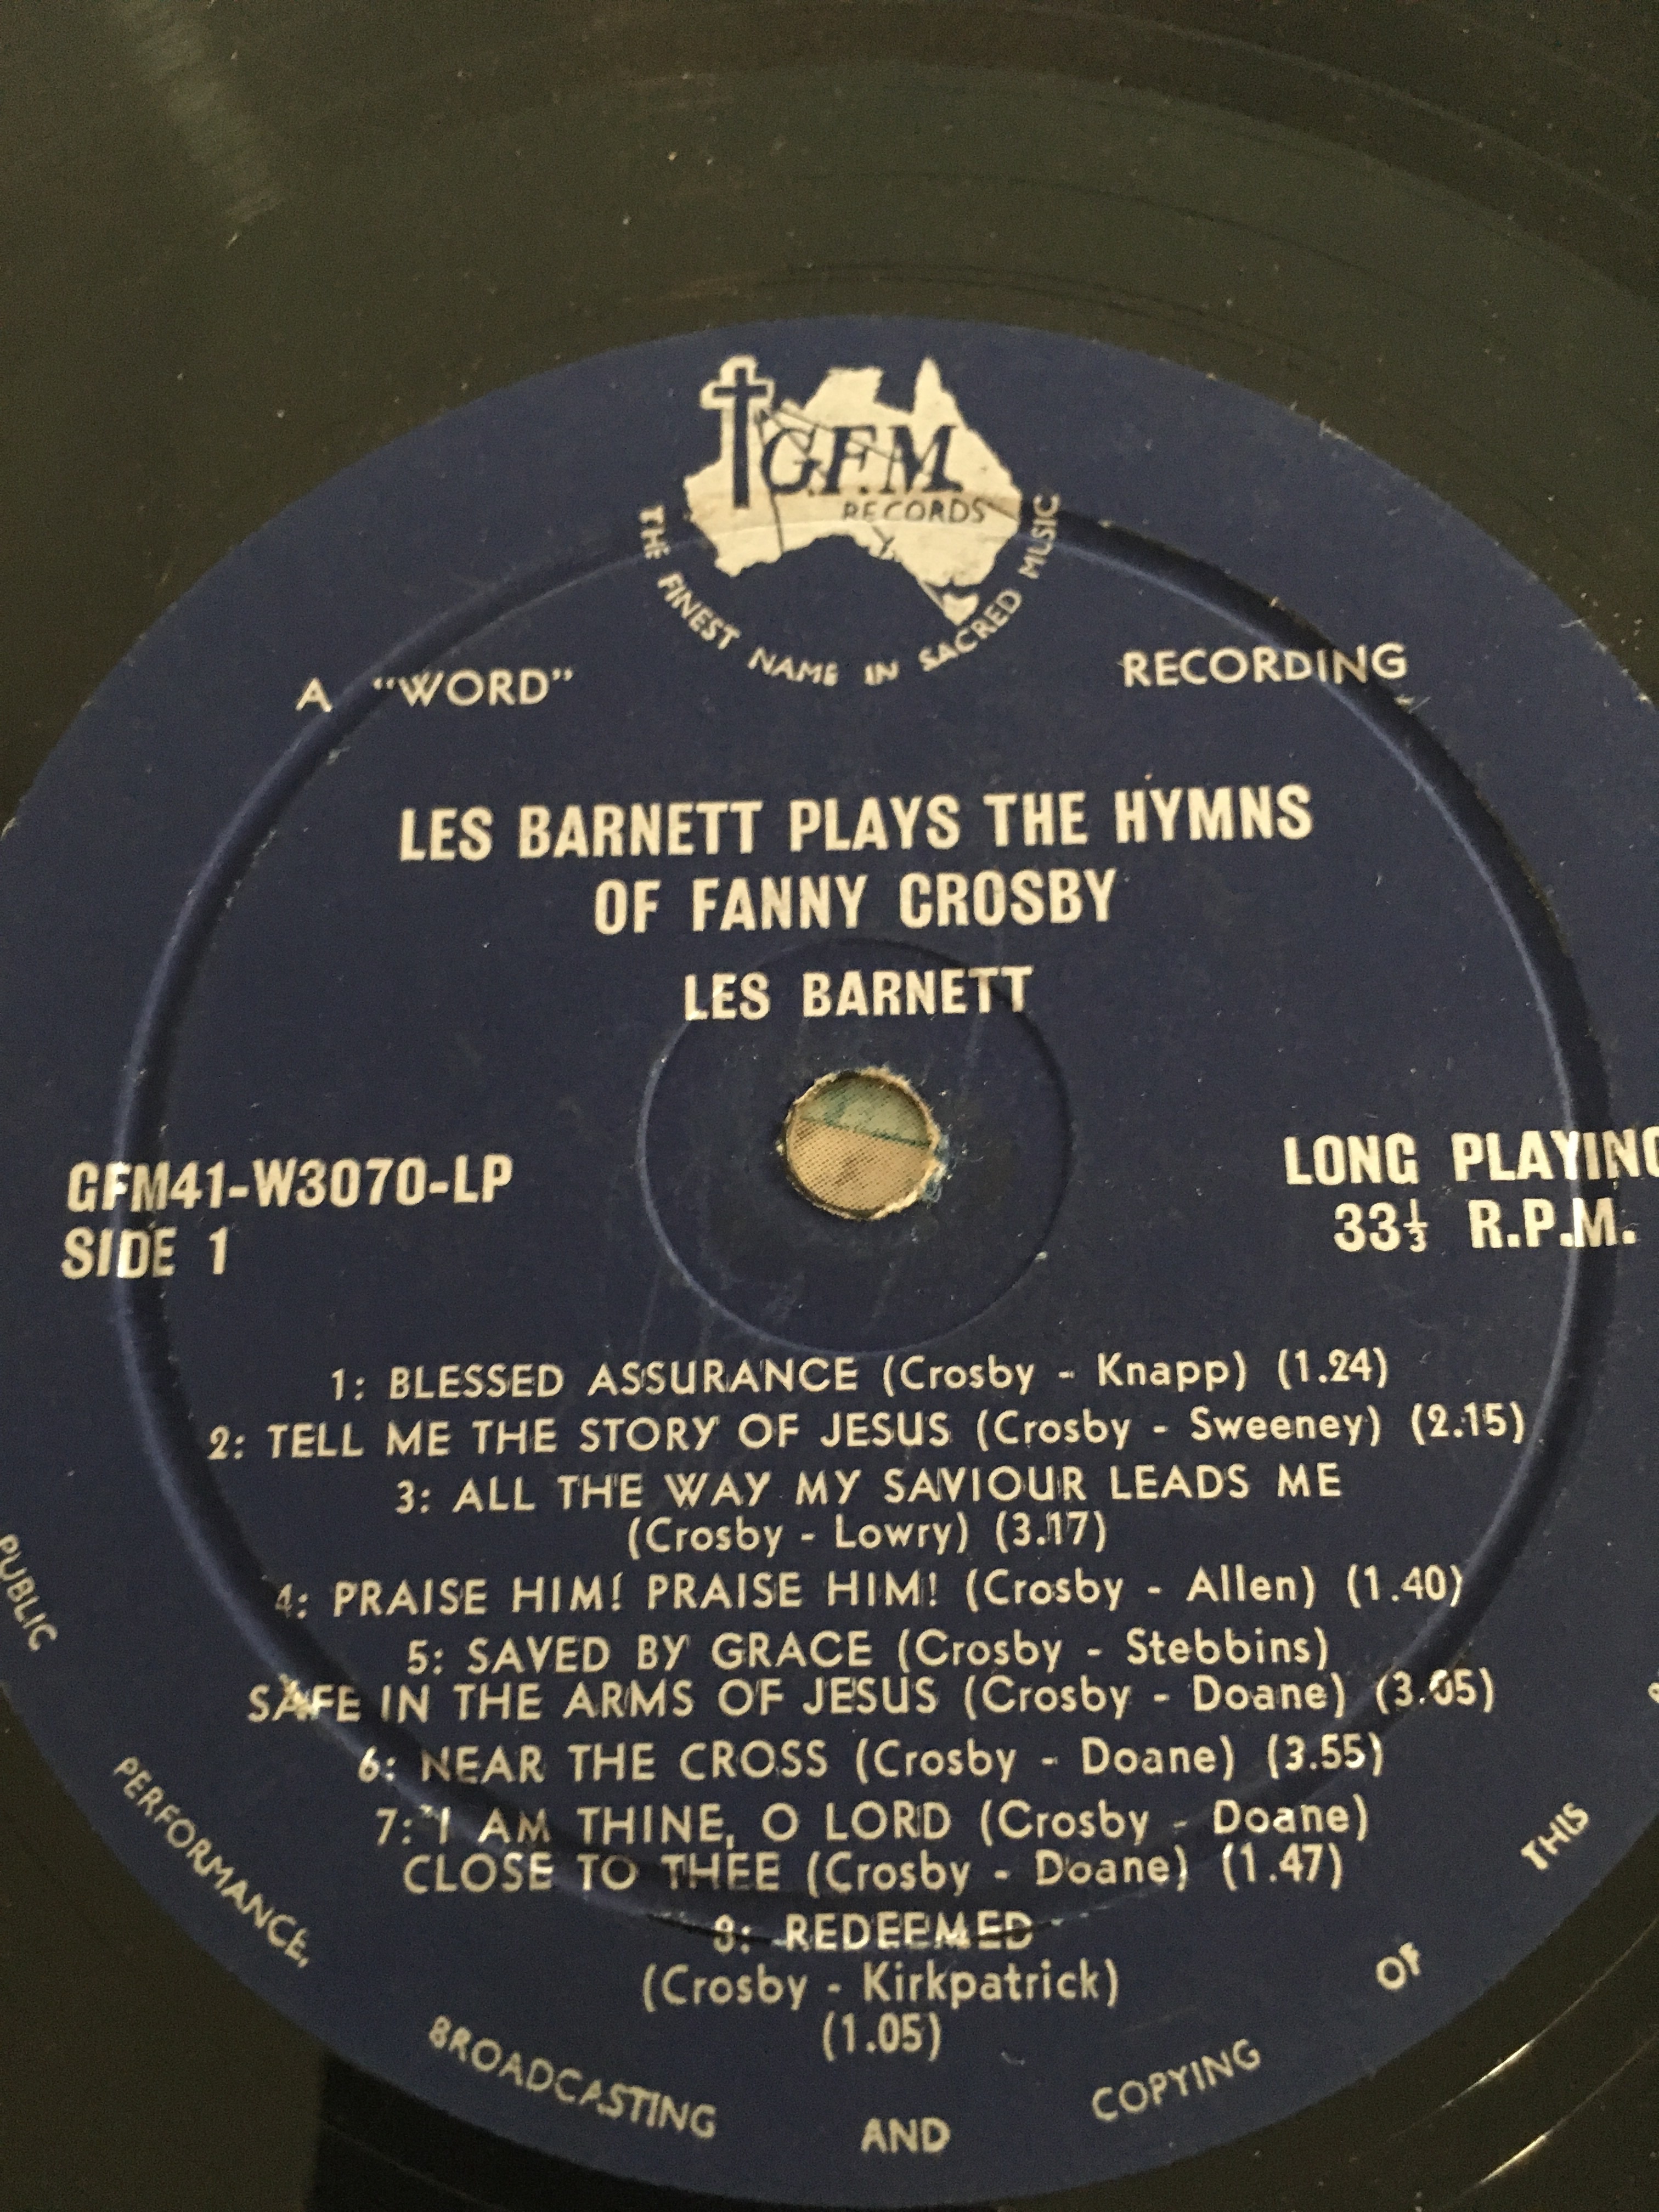 G.F.M.
RECORDS
THE FINEST NAME IN SACRED MUSIC
A "WORD" RECORDING
LES BARNETT PLAYS THE HYMNS
OF FANNY CROSBY
LES BARNETT
GFM41-W3070-LP
SIDE 1
LONG PLAYING
33⅓ R.P.M.
1: BLESSED ASSURANCE (Crosby - Knapp) (1.24)
2: TELL ME THE STORY OF JESUS (Crosby - Sweeney) (2.15)
3: ALL THE WAY MY SAVIOUR LEADS ME
(Crosby - Lowry) (3.17)
4: PRAISE HIM! PRAISE HIM! (Crosby - Allen) (1.40)
5: SAVED BY GRACE (Crosby - Stebbins)
SAFE IN THE ARMS OF JESUS (Crosby - Doane) (3.05)
6: NEAR THE CROSS (Crosby - Doane) (3.55)
7: I AM THINE, O LORD (Crosby - Doane)
CLOSE TO THEE (Crosby - Doane) (1.47)
8: REDEEMED
(Crosby - Kirkpatrick)
(1.05)
PUBLIC PERFORMANCE, BROADCASTING AND COPYING OF THIS